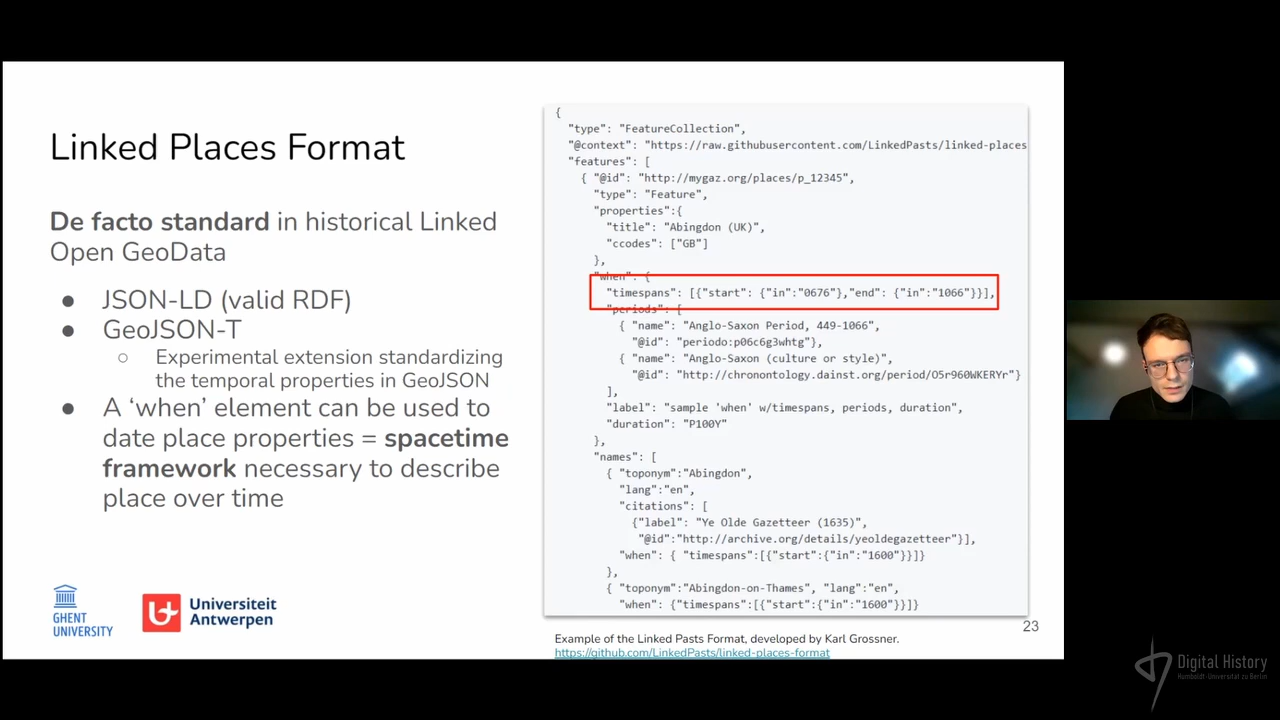 Linked Places Format
De facto standard in historical Linked
Open GeoData
● JSON-LD (valid RDF)
● GeoJSON-T
○ Experimental extension standardizing
the temporal properties in GeoJSON
● A ‘when’ element can be used to
date place properties = spacetime
framework necessary to describe
place over time
{
"type": "FeatureCollection",
"@context": "https://raw.githubusercontent.com/LinkedPasts/linked-places
"features": [
{ "@id": "http://mygaz.org/places/p_12345",
"type": "Feature",
"properties":{
"title": "Abingdon (UK)",
"ccodes": ["GB"]
},
"when": {
"timespans": [{"start": {"in":"0676"},"end": {"in":"1066"}}],
"periods": [
{ "name": "Anglo-Saxon Period, 449-1066",
"@id": "periodo:p06c6g3whtg"},
{ "name": "Anglo-Saxon (culture or style)",
"@id": "http://chronontology.dainst.org/period/O5r960WKERYr"}
],
"label": "sample 'when' w/timespans, periods, duration",
"duration": "P100Y"
},
"names": [
{ "toponym":"Abingdon",
"lang":"en",
"citations": [
{"label": "Ye Olde Gazetteer (1635)",
"@id":"http://archive.org/details/yeoldegazetteer"}],
"when": { "timespans":[{"start":{"in":"1600"}}]}
},
{ "toponym":"Abingdon-on-Thames", "lang":"en",
"when": {"timespans":[{"start":{"in":"1600"}}]}
GHENT
UNIVERSITY
Universiteit
Antwerpen
23
Example of the Linked Pasts Format, developed by Karl Grossner.
https://github.com/LinkedPasts/linked-places-format
Digital History
Humboldt-Universität zu Berlin